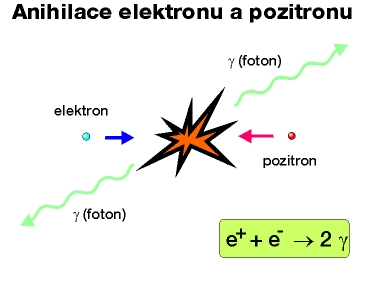 Anihilace elektronu a pozitronu
γ (foton)
elektron
pozitron
γ (foton)
e⁺ + e⁻ → 2 γ